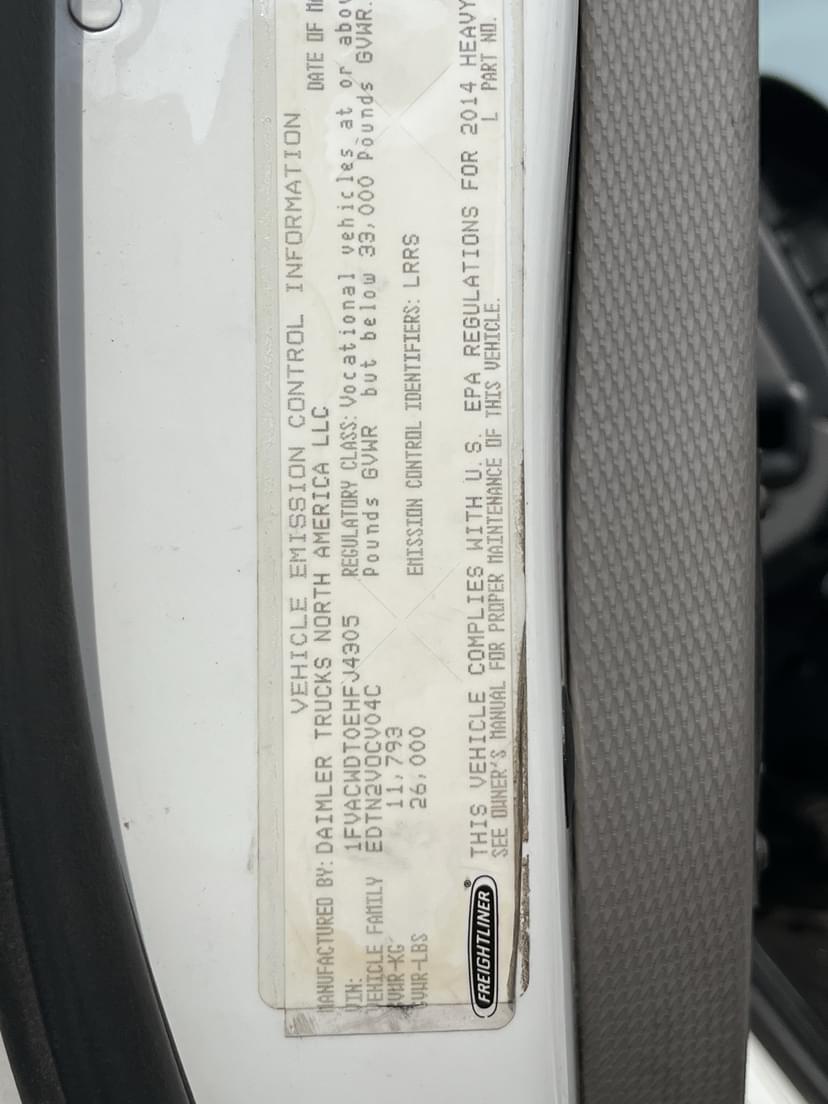 VEHICLE EMISSION CONTROL INFORMATION
MANUFACTURED BY: DAIMLER TRUCKS NORTH AMERICA LLC DATE OF
VIN: 1FVACWDT0EHFJ4305
VEHICLE FAMILY EDTN2VOCV04C
GVWR-KG 11,793
GVWR-LBS 26,000
REGULATORY CLASS: Vocational vehicles at or
Pounds GVWR but below 33,000 Pounds GVWR.
EMISSION CONTROL IDENTIFIERS: LRRS
THIS VEHICLE COMPLIES WITH U.S. EPA REGULATIONS FOR 2014 HEAVY
SEE OWNER'S MANUAL FOR PROPER MAINTENANCE OF THIS VEHICLE. L PART NO.
FREIGHTLINER®